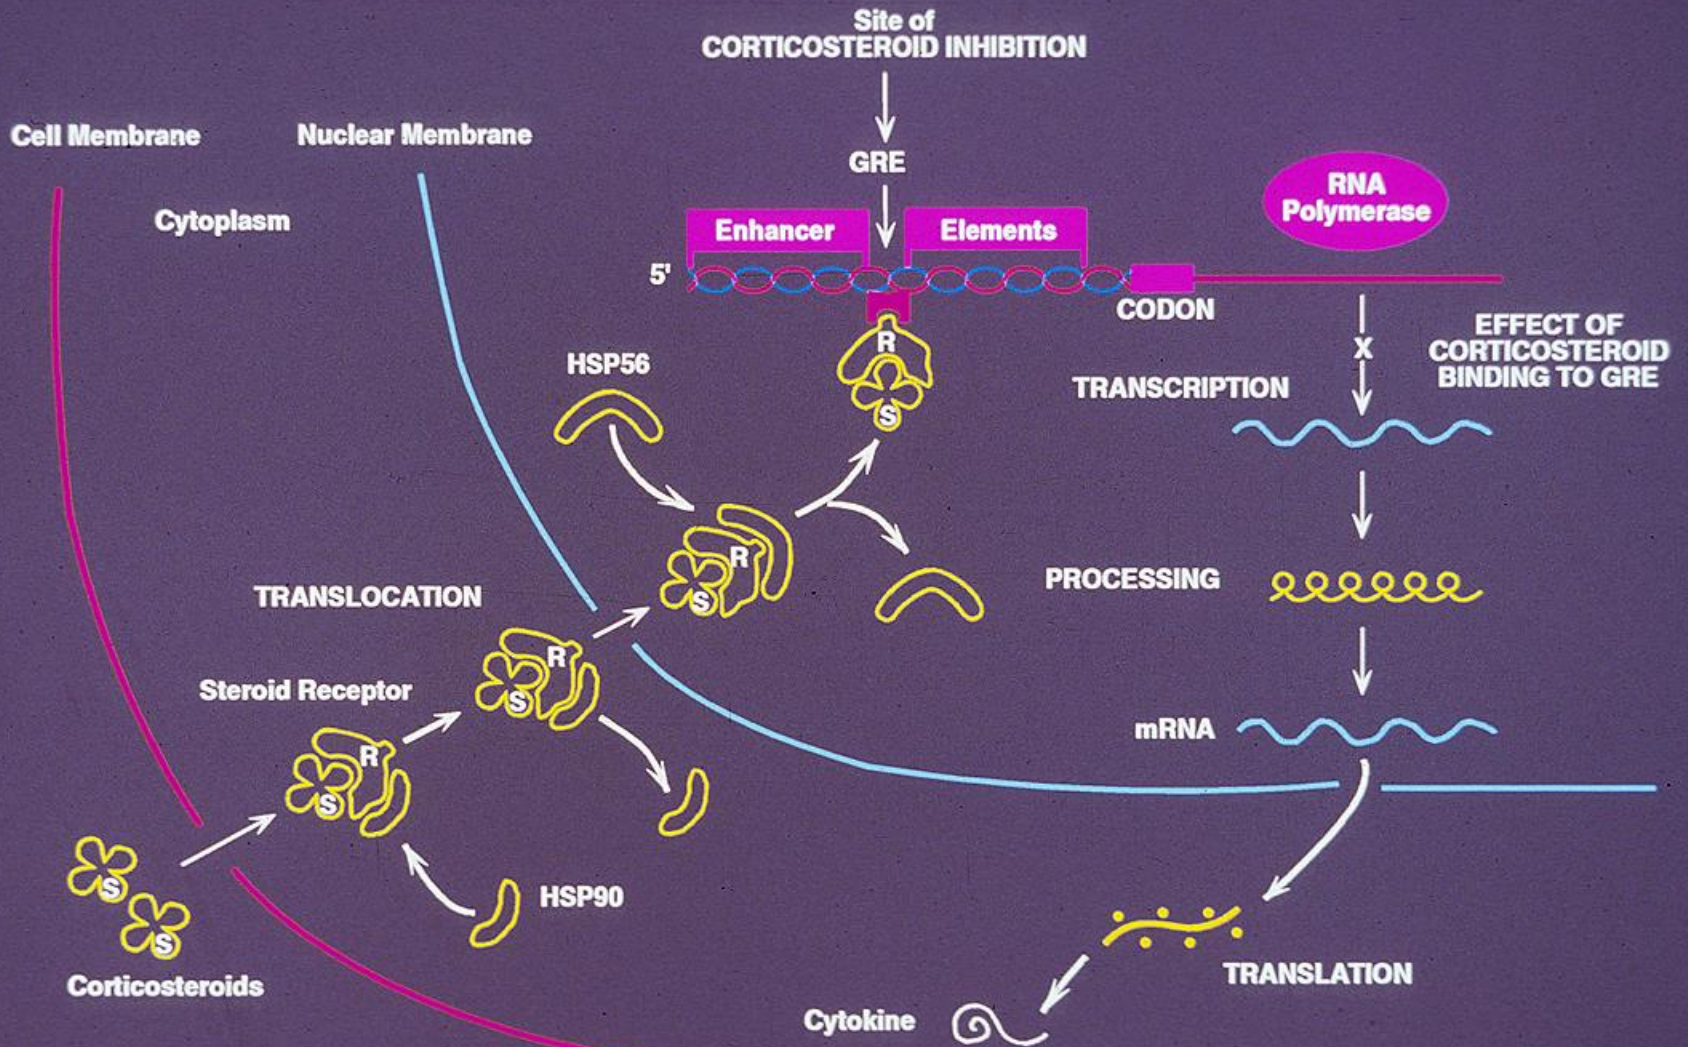 Site of
CORTICOSTEROID INHIBITION
Cell Membrane
Nuclear Membrane
GRE
RNA
Polymerase
Cytoplasm
Enhancer
Elements
5'
CODON
EFFECT OF
CORTICOSTEROID
BINDING TO GRE
R
X
HSP56
TRANSCRIPTION
S
R
S
PROCESSING
TRANSLOCATION
R
S
Steroid Receptor
mRNA
R
S
HSP90
S
S
Corticosteroids
TRANSLATION
Cytokine